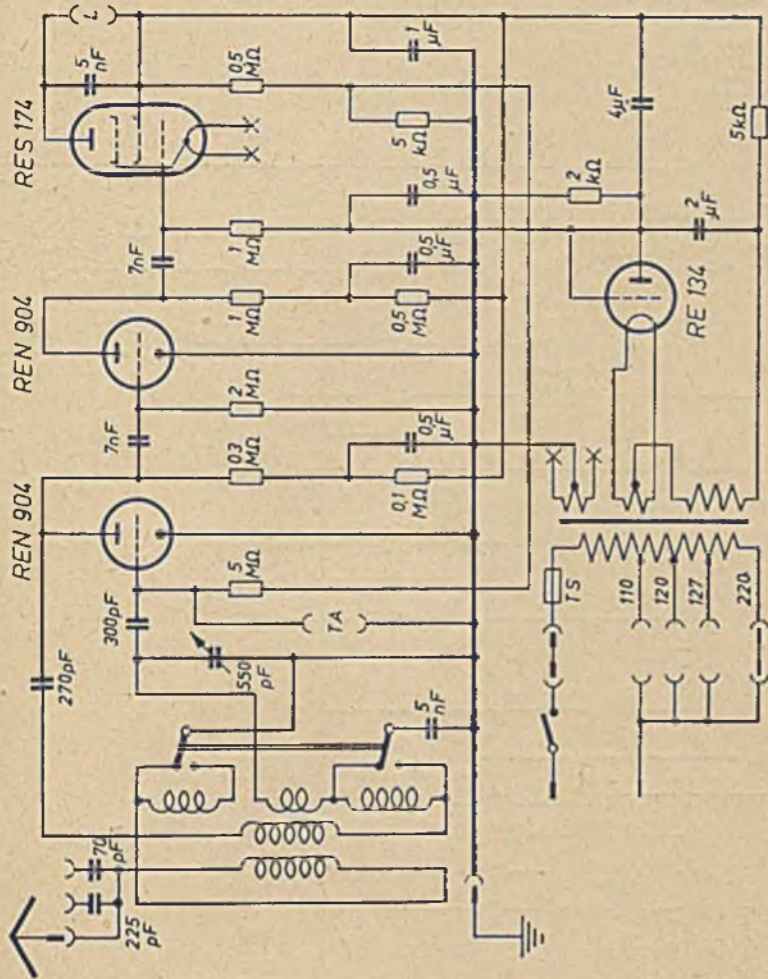 REN 904
REN 904
RES 174
270pF
300pF
7nF
7nF
5
nF
L
70
pF
225
pF
550
pF
5
nF
TA
5
MΩ
0,3
MΩ
2
MΩ
1
MΩ
1
MΩ
0,5
MΩ
0,1
MΩ
0,5
µF
0,5
MΩ
0,5
µF
0,5
µF
5
kΩ
1
µF
TS
110
120
127
220
RE 134
2
kΩ
4µF
2
µF
5kΩ